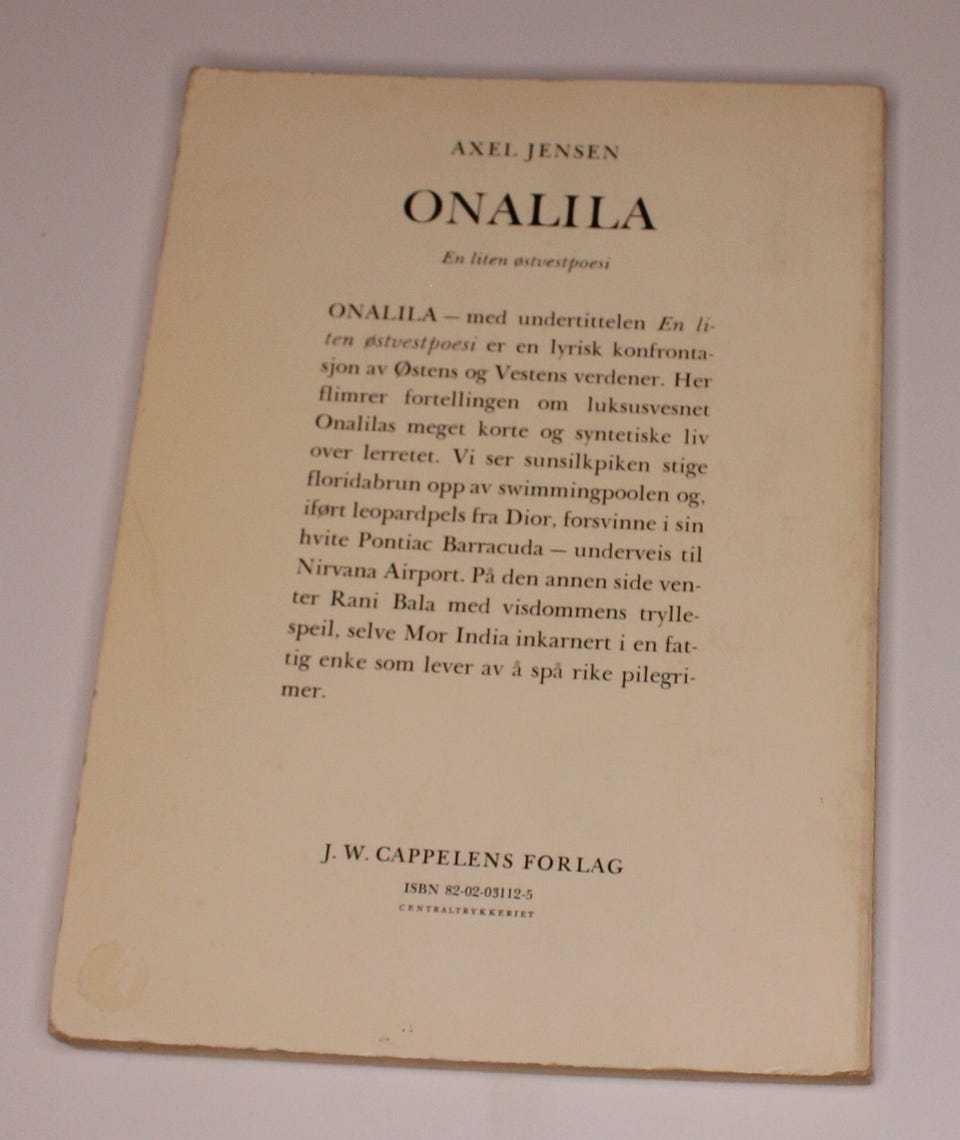 AXEL JENSEN
ONALILA
En liten østvestpoesi
ONALILA — med undertittelen En li-
ten østvestpoesi er en lyrisk konfronta-
sjon av Østens og Vestens verdener. Her
flimrer fortellingen om luksusvesnet
Onalilas meget korte og syntetiske liv
over lerretet. Vi ser sunsilkpiken stige
floridabrun opp av swimmingpoolen og,
iført leopardpels fra Dior, forsvinne i sin
hvite Pontiac Barracuda — underveis til
Nirvana Airport. På den annen side ven-
ter Rani Bala med visdommens trylle-
speil, selve Mor India inkarnert i en fat-
tig enke som lever av å spå rike pilegri-
mer.
J. W. CAPPELENS FORLAG
ISBN 82-02-03112-5
CENTRALTRYKKERIET